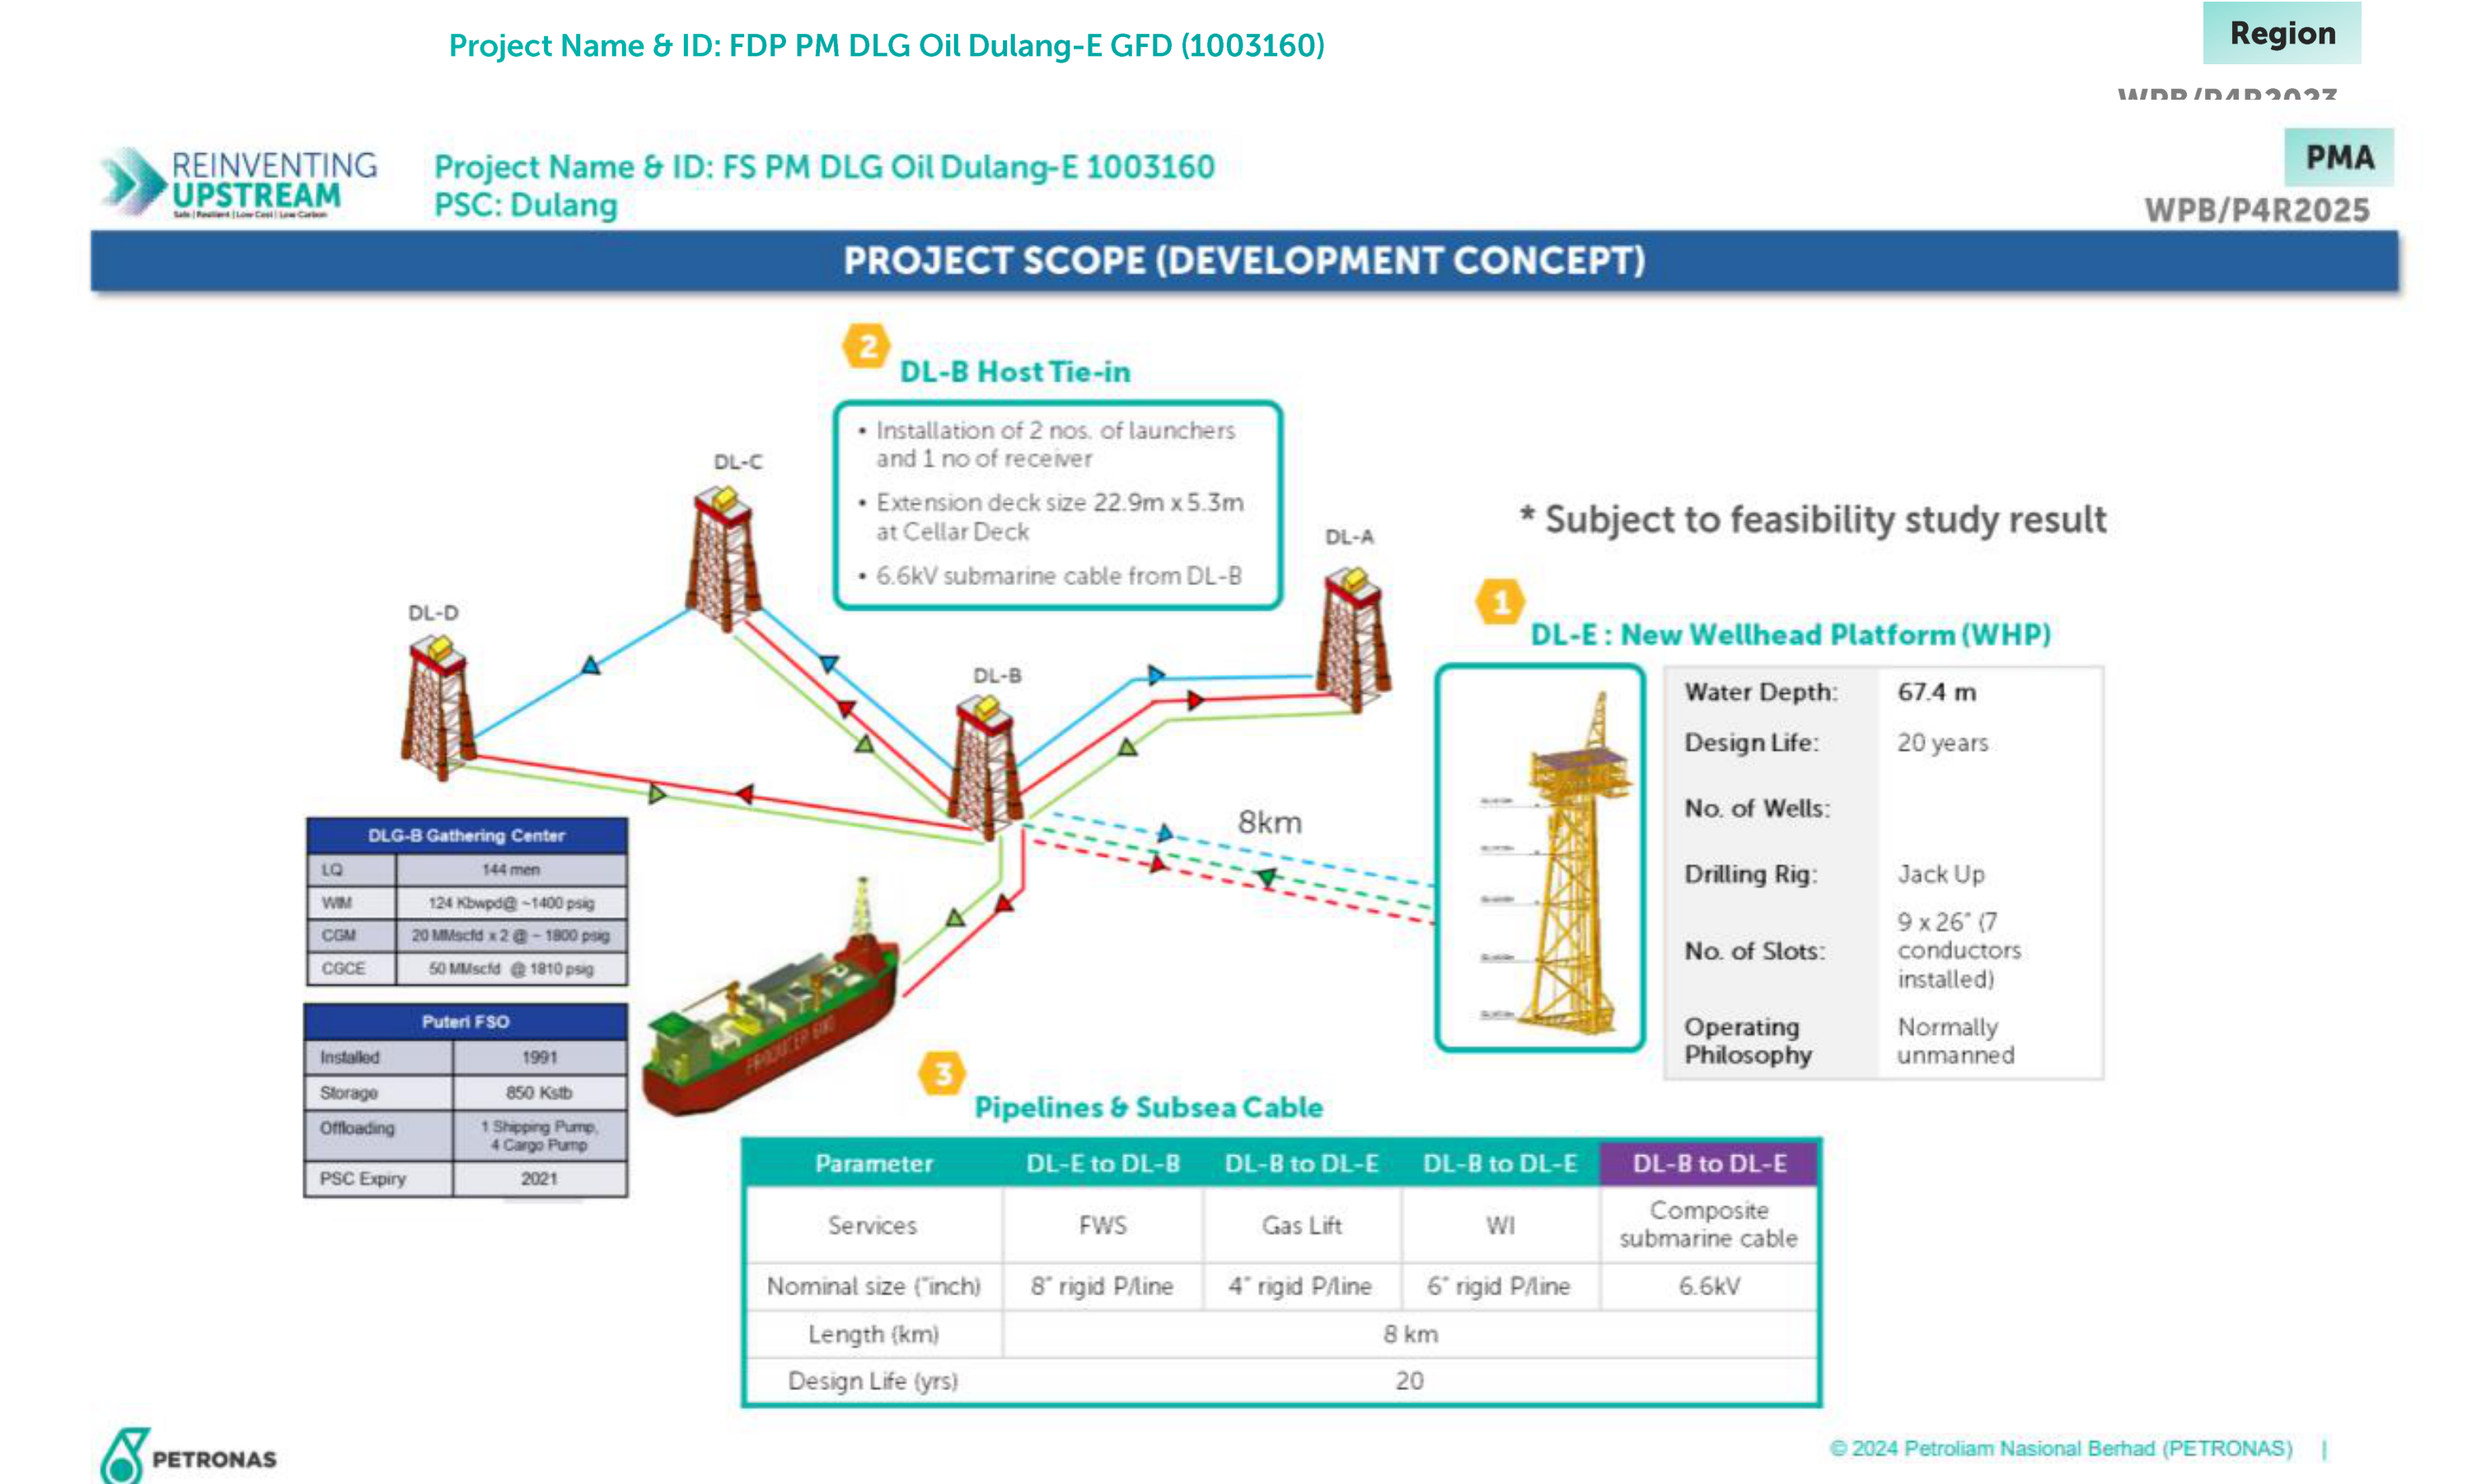 Project Name & ID: FDP PM DLG Oil Dulang-E GFD (1003160)
Region
WPB/P4R2023
REINVENTING
UPSTREAM
Safe | Resilient | Low Cost | Low Carbon
Project Name & ID: FS PM DLG Oil Dulang-E 1003160
PSC: Dulang
PMA
WPB/P4R2025
PROJECT SCOPE (DEVELOPMENT CONCEPT)
2
DL-B Host Tie-in
• Installation of 2 nos. of launchers
and 1 no of receiver
• Extension deck size 22.9m x 5.3m
at Cellar Deck
• 6.6kV submarine cable from DL-B
DL-C
DL-A
DL-D
DL-B
8km
* Subject to feasibility study result
1
DL-E : New Wellhead Platform (WHP)
Water Depth: 67.4 m
Design Life: 20 years
No. of Wells:
Drilling Rig: Jack Up
No. of Slots: 9 x 26" (7
conductors
installed)
Operating Philosophy Normally
unmanned
DLG-B Gathering Center
LQ 144 men
WIM 124 Kbwpd@ ~1400 psig
CGM 20 MMscfd x 2 @ ~ 1800 psig
CGCE 50 MMscfd @ 1810 psig
Puteri FSO
Installed 1991
Storage 850 Kstb
Offloading 1 Shipping Pump,
4 Cargo Pump
PSC Expiry 2021
3
Pipelines & Subsea Cable
Parameter DL-E to DL-B DL-B to DL-E DL-B to DL-E DL-B to DL-E
Services FWS Gas Lift WI Composite
submarine cable
Nominal size ("inch) 8" rigid P/line 4" rigid P/line 6" rigid P/line 6.6kV
Length (km) 8 km
Design Life (yrs) 20
PETRONAS
© 2024 Petroliam Nasional Berhad (PETRONAS) |